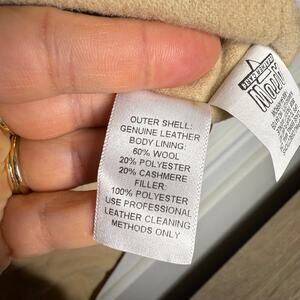 OUTER SHELL:
GENUINE LEATHER
BODY LINING:
60% WOOL
20% POLYESTER
20% CASHMERE
FILLER:
100% POLYESTER
USE PROFESSIONAL
LEATHER CLEANING
METHODS ONLY